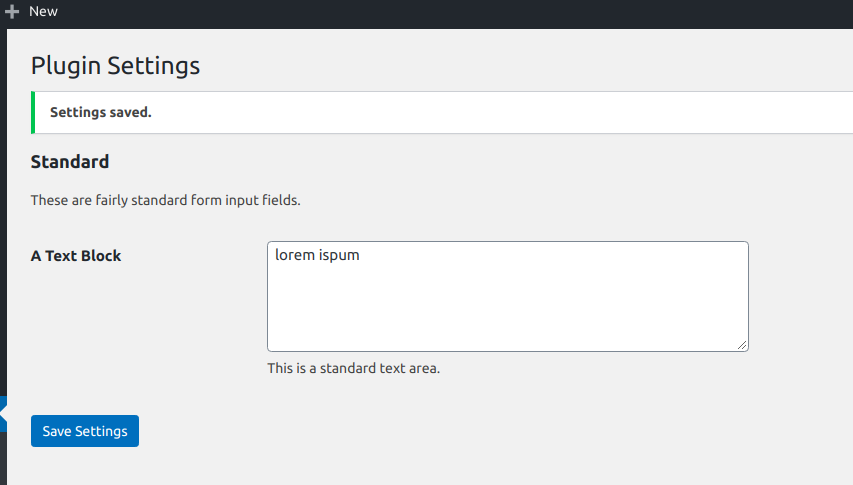 New
Plugin Settings
Settings saved.
Standard
These are fairly standard form input fields.
A Text Block
lorem ispum
This is a standard text area.
Save Settings